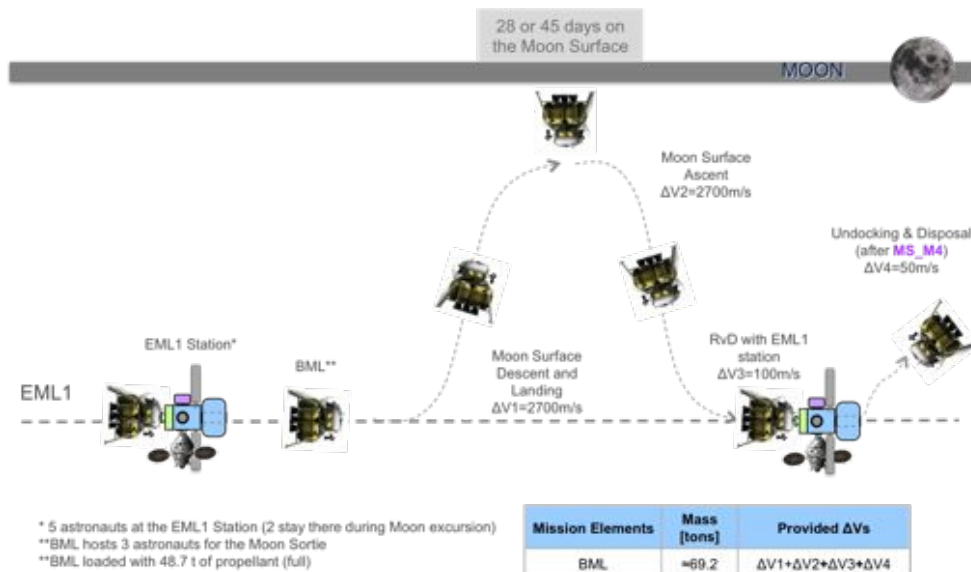 28 or 45 days on
the Moon Surface
MOON
Moon Surface
Ascent
ΔV2=2700m/s
Undocking & Disposal
(after MS_M4)
ΔV4=50m/s
EML1 Station*
BML**
Moon Surface
Descent and
Landing
ΔV1=2700m/s
RvD with EML1
station
ΔV3=100m/s
EML1
* 5 astronauts at the EML1 Station (2 stay there during Moon excursion)
**BML hosts 3 astronauts for the Moon Sortie
**BML loaded with 48.7 t of propellant (full)
Mission Elements Mass [tons] Provided ΔVs
BML ≈69.2 ΔV1+ΔV2+ΔV3+ΔV4